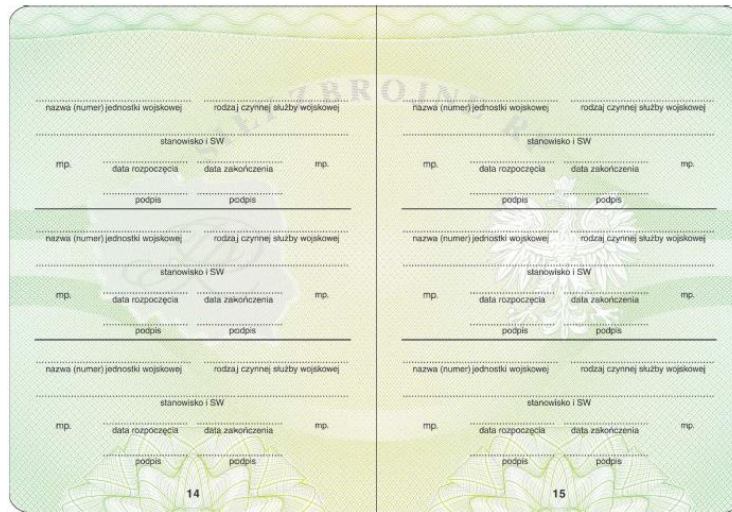 SIŁY ZBROJNE
nazwa (numer) jednostki wojskowej rodzaj czynnej służby wojskowej
stanowisko i SW
mp. data rozpoczęcia data zakończenia mp.
podpis podpis
nazwa (numer) jednostki wojskowej rodzaj czynnej służby wojskowej
stanowisko i SW
mp. data rozpoczęcia data zakończenia mp.
podpis podpis
nazwa (numer) jednostki wojskowej rodzaj czynnej służby wojskowej
stanowisko i SW
mp. data rozpoczęcia data zakończenia mp.
podpis podpis
14
nazwa (numer) jednostki wojskowej rodzaj czynnej służby wojskowej
stanowisko i SW
mp. data rozpoczęcia data zakończenia mp.
podpis podpis
nazwa (numer) jednostki wojskowej rodzaj czynnej służby wojskowej
stanowisko i SW
mp. data rozpoczęcia data zakończenia mp.
podpis podpis
nazwa (numer) jednostki wojskowej rodzaj czynnej służby wojskowej
stanowisko i SW
mp. data rozpoczęcia data zakończenia mp.
podpis podpis
15